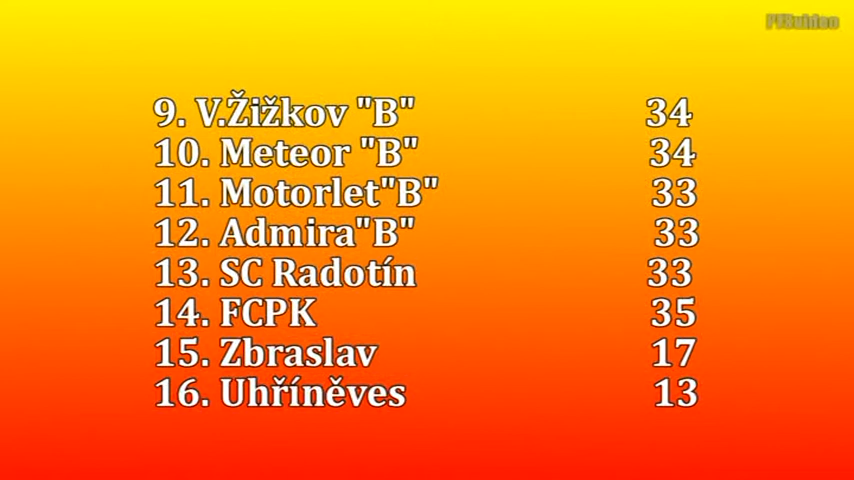 PVSvideo
9. V.Žižkov "B" 34
10. Meteor "B" 34
11. Motorlet"B" 33
12. Admira"B" 33
13. SC Radotín 33
14. FCPK 35
15. Zbraslav 17
16. Uhříněves 13